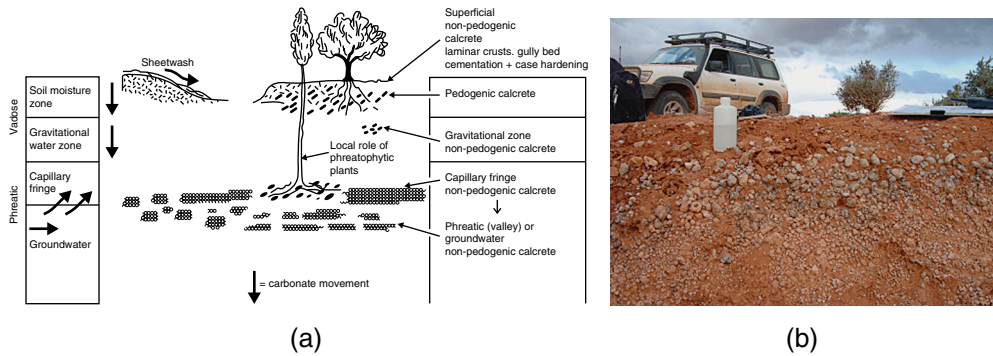 Superficial
non-pedogenic
calcrete
laminar crusts. gully bed
cementation + case hardening
Sheetwash
Vadose
Soil moisture
zone
Pedogenic calcrete
Gravitational
water zone
Gravitational zone
non-pedogenic calcrete
Local role of
phreatophytic
plants
Phreatic
Capillary
fringe
Capillary fringe
non-pedogenic calcrete
Groundwater
Phreatic (valley) or
groundwater
non-pedogenic calcrete
= carbonate movement
(a)
(b)